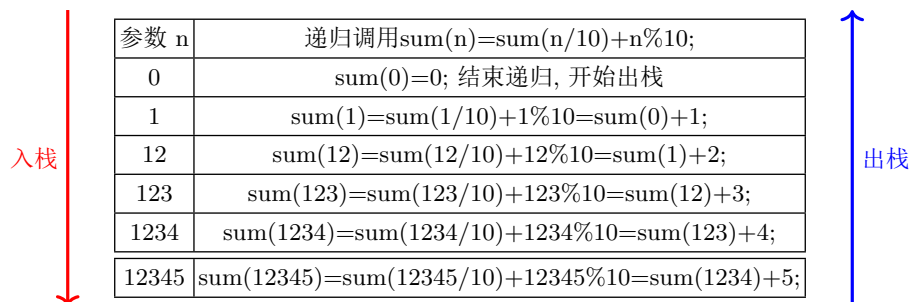 参数 n 递归调用sum(n)=sum(n/10)+n%10;
0 sum(0)=0; 结束递归, 开始出栈
1 sum(1)=sum(1/10)+1%10=sum(0)+1;
12 sum(12)=sum(12/10)+12%10=sum(1)+2;
入栈
出栈
123 sum(123)=sum(123/10)+123%10=sum(12)+3;
1234 sum(1234)=sum(1234/10)+1234%10=sum(123)+4;
12345 sum(12345)=sum(12345/10)+12345%10=sum(1234)+5;